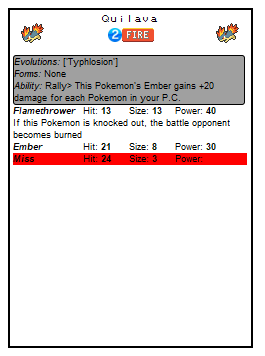 Quilava
2 FIRE
Evolutions: ['Typhlosion']
Forms: None
Ability: Rally> This Pokemon's Ember gains +20
damage for each Pokemon in your P.C.
Flamethrower Hit: 13 Size: 13 Power: 40
If this Pokemon is knocked out, the battle opponent
becomes burned
Ember Hit: 21 Size: 8 Power: 30
Miss Hit: 24 Size: 3 Power: